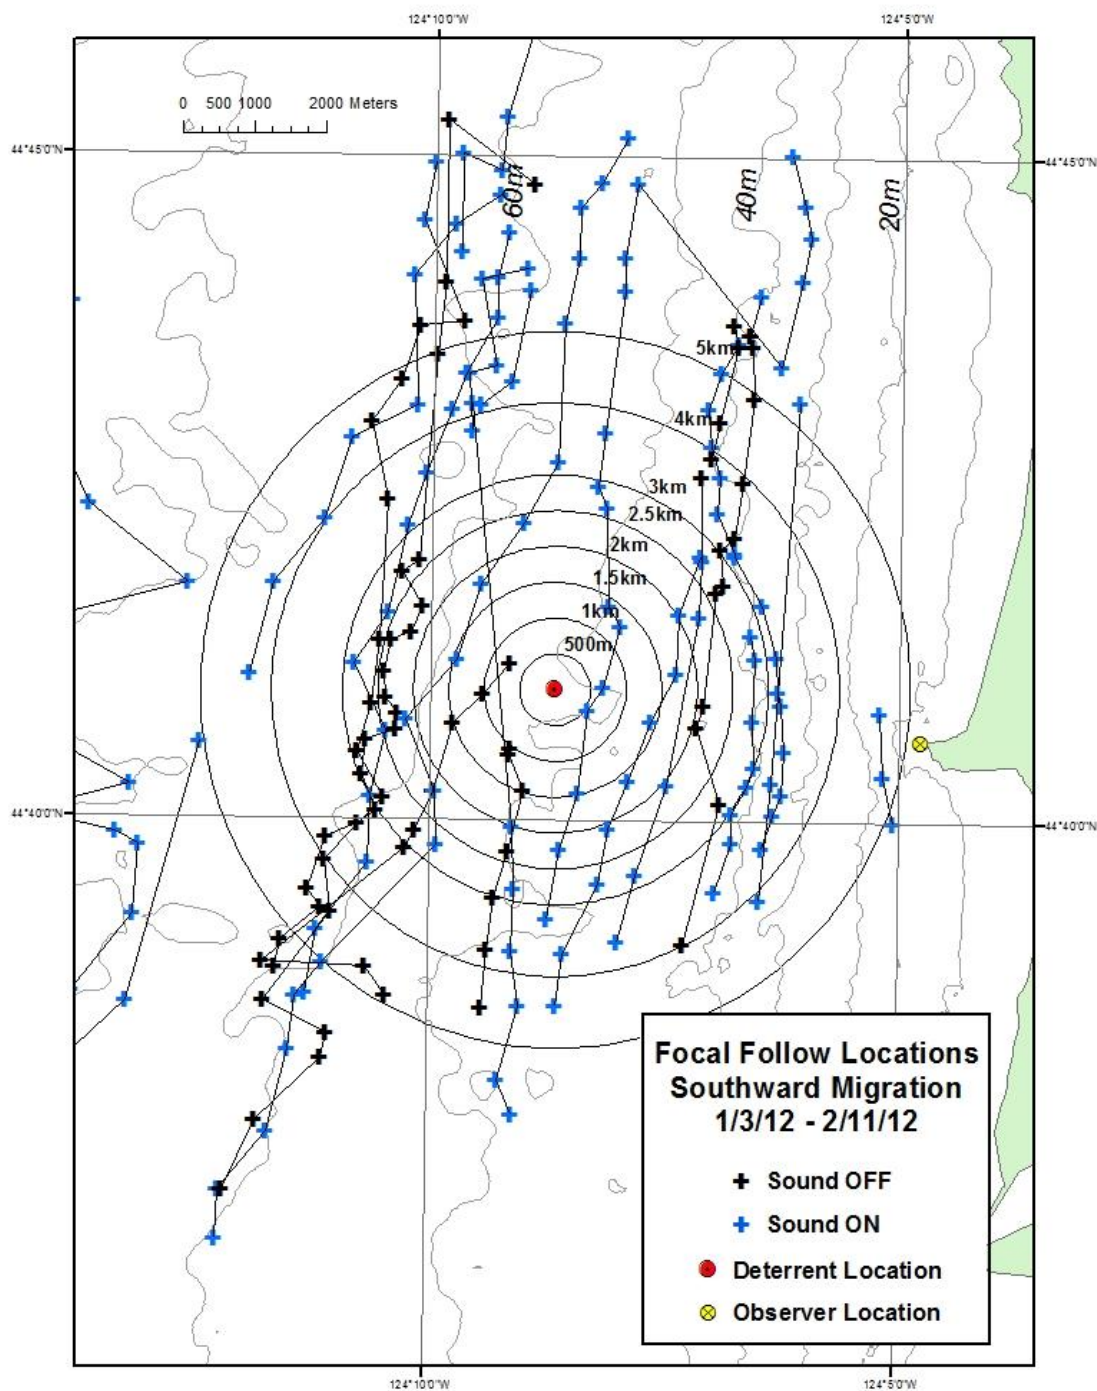 124°10'0"W 124°5'0"W
0 500 1000 2000 Meters
44°45'0"N 44°45'0"N
60m 40m 20m
5km
4km
3km
2.5km
2km
1.5km
1km
500m
44°40'0"N 44°40'0"N
Focal Follow Locations
Southward Migration
1/3/12 - 2/11/12
Sound OFF
Sound ON
Deterrent Location
Observer Location
124°10'0"W 124°5'0"W